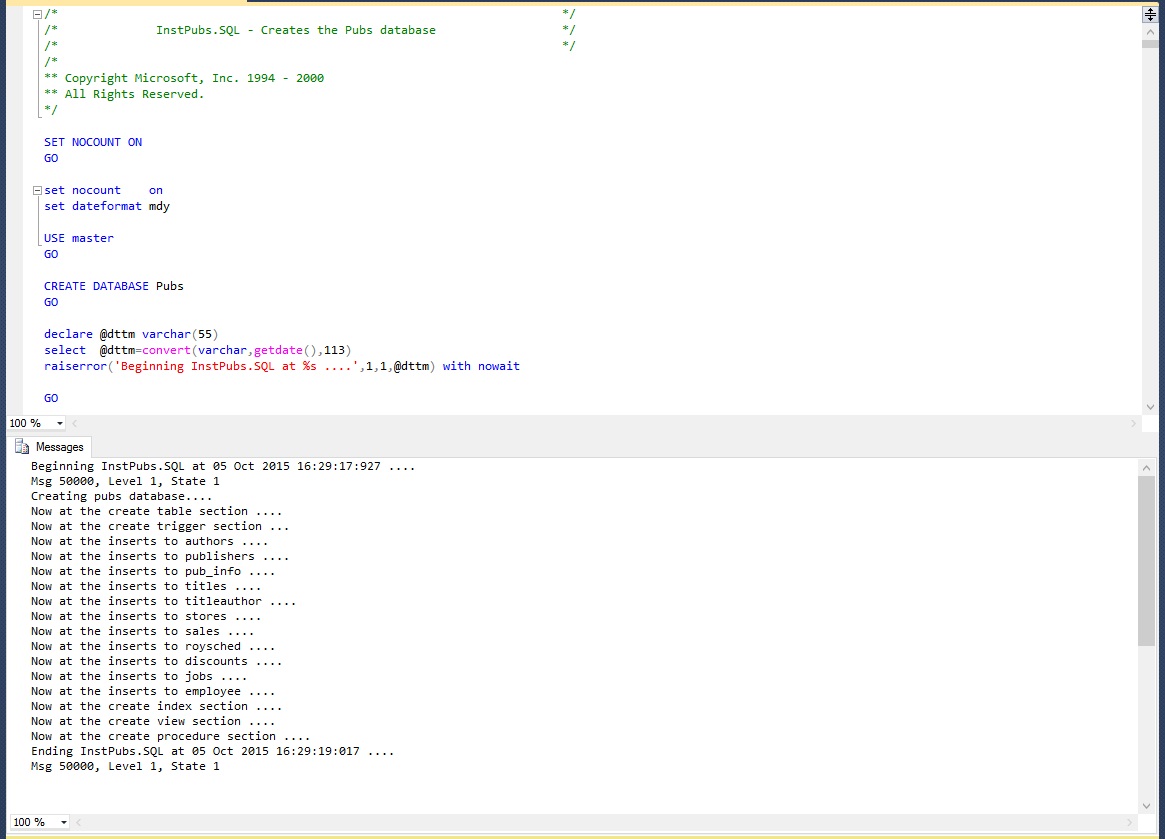 /* */
/* InstPubs.SQL - Creates the Pubs database */
/* */
/*
** Copyright Microsoft, Inc. 1994 - 2000
** All Rights Reserved.
*/
SET NOCOUNT ON
GO
set nocount    on
set dateformat mdy
USE master
GO
CREATE DATABASE Pubs
GO
declare @dttm varchar(55)
select  @dttm=convert(varchar,getdate(),113)
raiserror('Beginning InstPubs.SQL at %s ....',1,1,@dttm) with nowait
GO
100 %
Messages
Beginning InstPubs.SQL at 05 Oct 2015 16:29:17:927 ....
Msg 50000, Level 1, State 1
Creating pubs database....
Now at the create table section ....
Now at the create trigger section ...
Now at the inserts to authors ....
Now at the inserts to publishers ....
Now at the inserts to pub_info ....
Now at the inserts to titles ....
Now at the inserts to titleauthor ....
Now at the inserts to stores ....
Now at the inserts to sales ....
Now at the inserts to roysched ....
Now at the inserts to discounts ....
Now at the inserts to jobs ....
Now at the inserts to employee ....
Now at the create index section ....
Now at the create view section ....
Now at the create procedure section ....
Ending InstPubs.SQL at 05 Oct 2015 16:29:19:017 ....
Msg 50000, Level 1, State 1
100 %